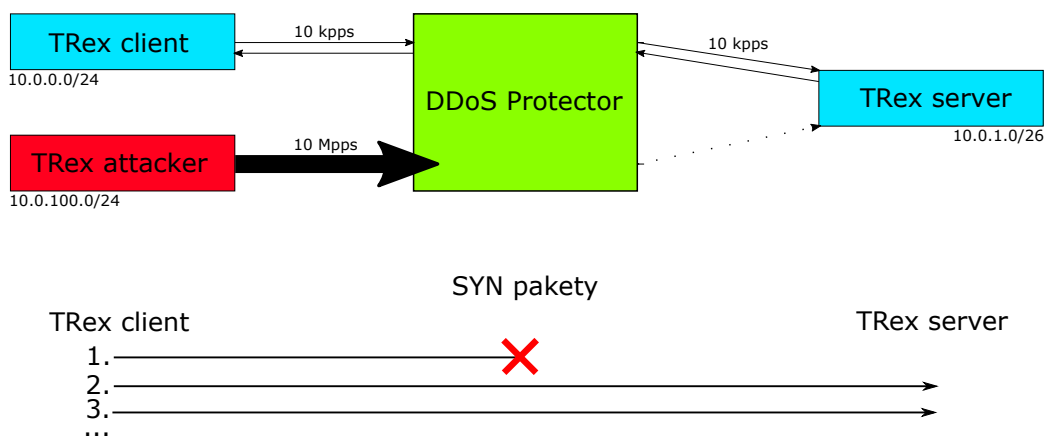 TRex client
10 kpps
10.0.0.0/24
DDoS Protector
10 kpps
TRex server
10.0.1.0/26
TRex attacker
10 Mpps
10.0.100.0/24
SYN pakety
TRex client
TRex server
1.
2.
3.
...